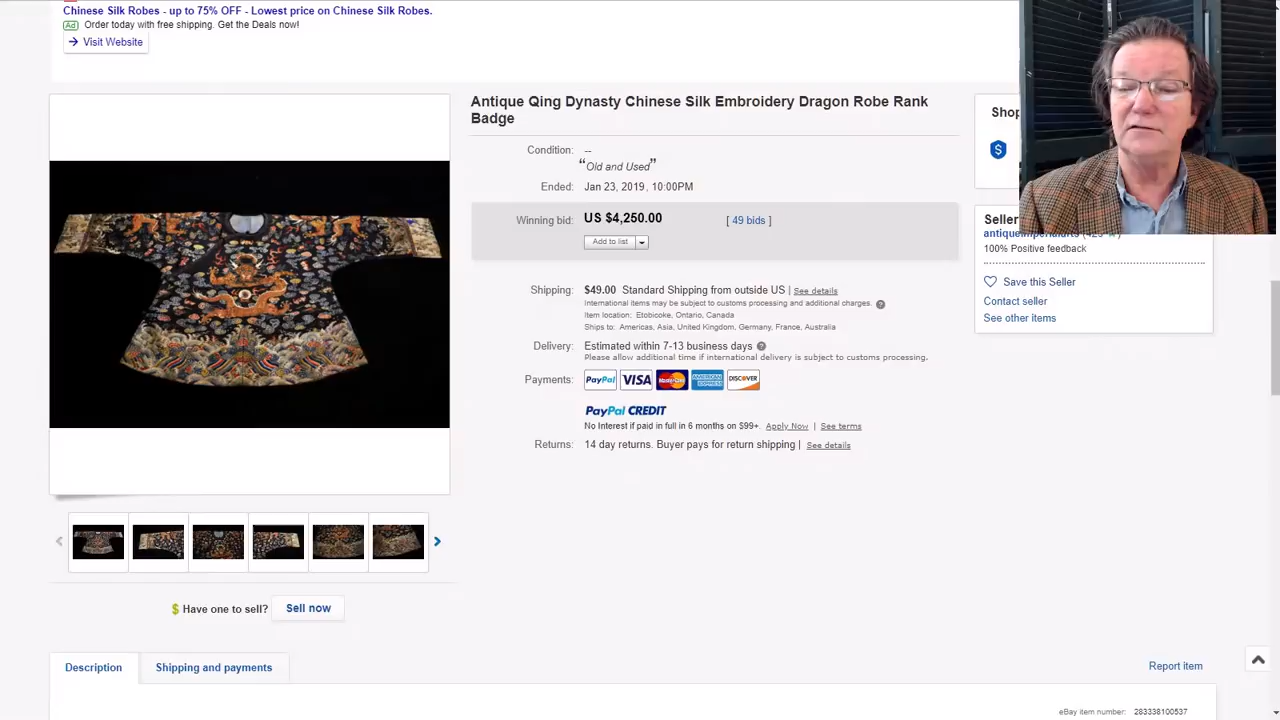 Chinese Silk Robes - up to 75% OFF - Lowest price on Chinese Silk Robes.
Ad Order today with free shipping. Get the Deals now!
→ Visit Website
Antique Qing Dynasty Chinese Silk Embroidery Dragon Robe Rank
Badge
Condition: --
“Old and Used”
Ended: Jan 23, 2019 , 10:00PM
Winning bid: US $4,250.00 [ 49 bids ]
Add to list
Shipping: $49.00 Standard Shipping from outside US | See details
International items may be subject to customs processing and additional charges. ?
Item location: Etobicoke, Ontario, Canada
Ships to: Americas, Asia, United Kingdom, Germany, France, Australia
Delivery: Estimated within 7-13 business days ?
Please allow additional time if international delivery is subject to customs processing.
Payments: PayPal VISA MasterCard AMERICAN EXPRESS DISCOVER
PayPal CREDIT
No Interest if paid in full in 6 months on $99+. Apply Now | See terms
Returns: 14 day returns. Buyer pays for return shipping | See details
Shop
$
Seller
100% Positive feedback
Save this Seller
Contact seller
See other items
$ Have one to sell? Sell now
Description Shipping and payments
Report item
eBay item number: 283338100537